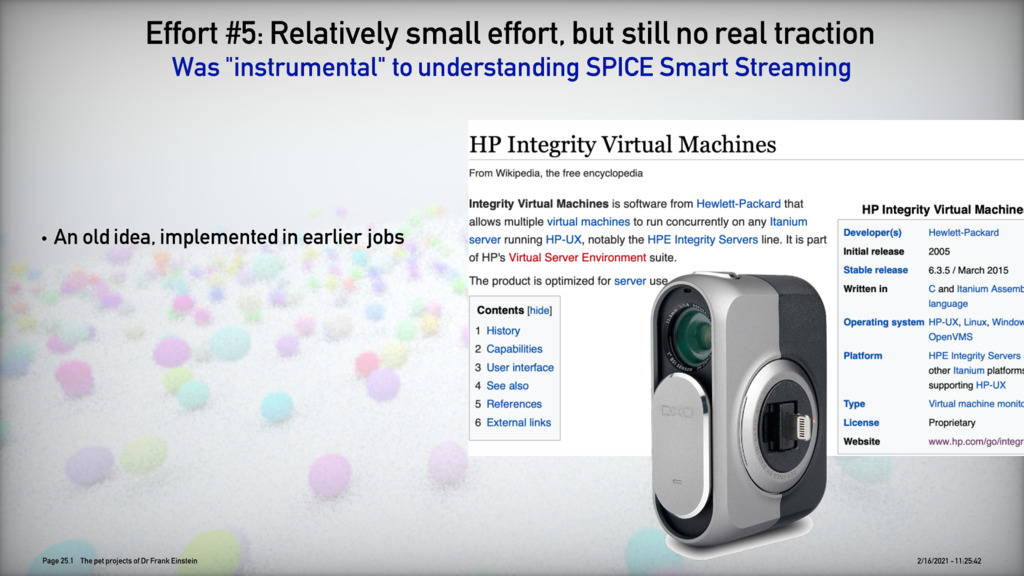 Effort #5: Relatively small effort, but still no real traction
Was "instrumental" to understanding SPICE Smart Streaming
• An old idea, implemented in earlier jobs
HP Integrity Virtual Machines
From Wikipedia, the free encyclopedia
Integrity Virtual Machines is software from Hewlett-Packard that
allows multiple virtual machines to run concurrently on any Itanium
server running HP-UX, notably the HPE Integrity Servers line. It is part
of HP's Virtual Server Environment suite.
The product is optimized for server use
Contents [hide]
1 History
2 Capabilities
3 User interface
4 See also
5 References
6 External links
HP Integrity Virtual Machine
Developer(s) Hewlett-Packard
Initial release 2005
Stable release 6.3.5 / March 2015
Written in C and Itanium Assemb
language
Operating system HP-UX, Linux, Window
OpenVMS
Platform HPE Integrity Servers
other Itanium platforms
supporting HP-UX
Type Virtual machine monito
License Proprietary
Website www.hp.com/go/integr
DXO
Page 25.1 The pet projects of Dr Frank Einstein
2/16/2021 - 11:25:42